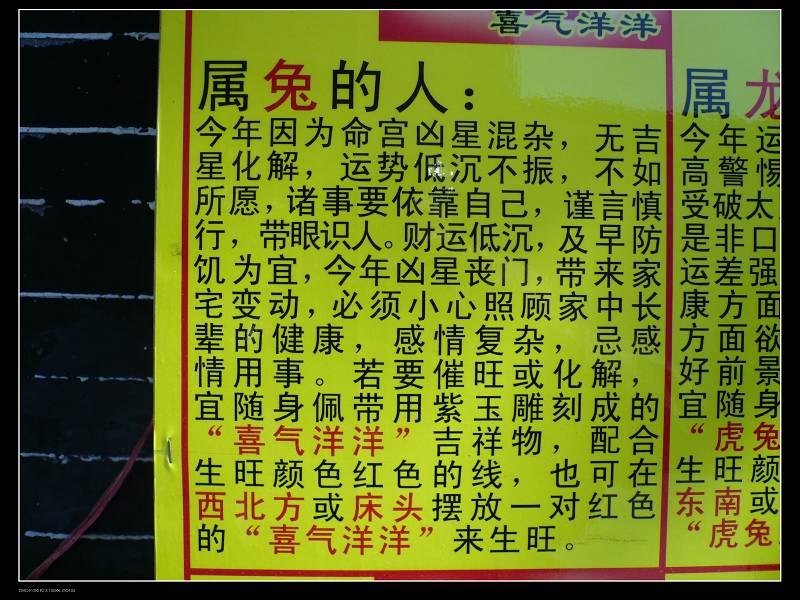 喜气洋洋
属兔的人：
今年因为命宫凶星混杂，无吉
星化解，运势低沉不振，不如
所愿，诸事要依靠自己，谨言慎
行，带眼识人。财运低沉，及早防
饥为宜，今年凶星丧门，带来家
宅变动，必须小心照顾家中长
辈的健康，感情复杂，忌感
情用事。若要催旺或化解，
宜随身佩带用紫玉雕刻成的
“喜气洋洋”吉祥物，配合
生旺颜色红色的线，也可在
西北方或床头摆放一对红色
的“喜气洋洋”来生旺。
属龙
今年运
高警惕
受破太
是非口
运差强
康方面
方面欲
好前景
宜随身
“虎兔
生旺颜
东南或
“虎兔